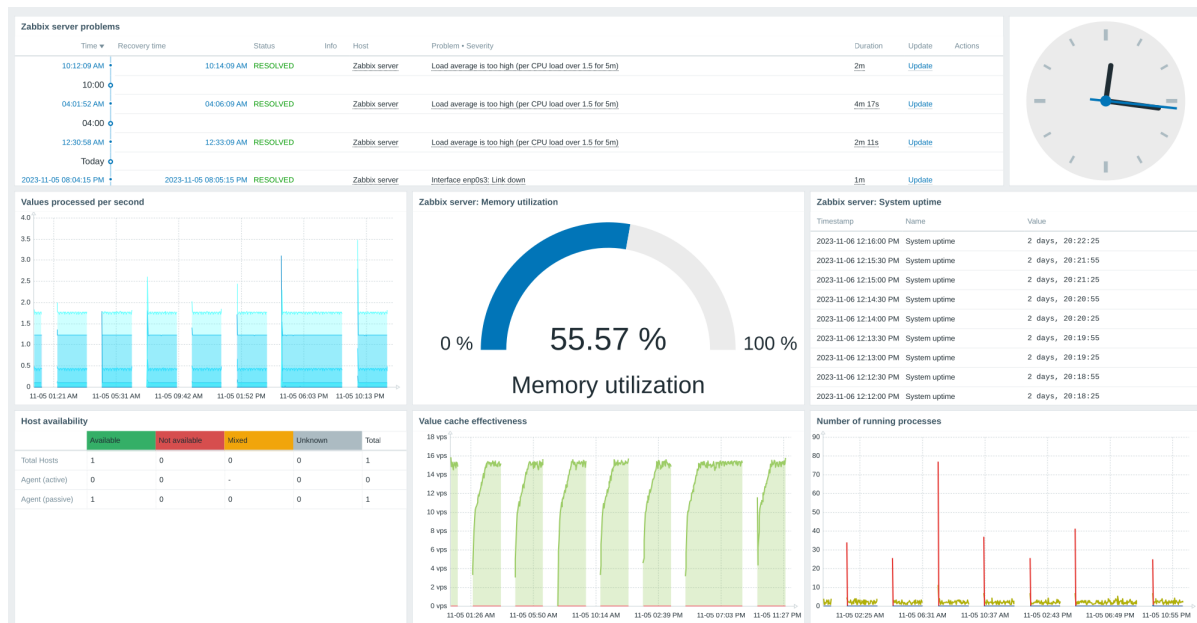 Zabbix server problems
Time ▼ Recovery time Status Info Host Problem • Severity Duration Update Actions
10:12:09 AM 10:14:09 AM RESOLVED Zabbix server Load average is too high (per CPU load over 1.5 for 5m) 2m Update
10:00
04:01:52 AM 04:06:09 AM RESOLVED Zabbix server Load average is too high (per CPU load over 1.5 for 5m) 4m 17s Update
04:00
12:30:58 AM 12:33:09 AM RESOLVED Zabbix server Load average is too high (per CPU load over 1.5 for 5m) 2m 11s Update
Today
2023-11-05 08:04:15 PM 2023-11-05 08:05:15 PM RESOLVED Zabbix server Interface enp0s3: Link down 1m Update
Values processed per second
4.0
3.5
3.0
2.5
2.0
1.5
1.0
0.5
0
11-05 01:21 AM 11-05 05:31 AM 11-05 09:42 AM 11-05 01:52 PM 11-05 06:03 PM 11-05 10:13 PM
Zabbix server: Memory utilization
0 % 55.57 % 100 %
Memory utilization
Zabbix server: System uptime
Timestamp Name Value
2023-11-06 12:16:00 PM System uptime 2 days, 20:22:25
2023-11-06 12:15:30 PM System uptime 2 days, 20:21:55
2023-11-06 12:15:00 PM System uptime 2 days, 20:21:25
2023-11-06 12:14:30 PM System uptime 2 days, 20:20:55
2023-11-06 12:14:00 PM System uptime 2 days, 20:20:25
2023-11-06 12:13:30 PM System uptime 2 days, 20:19:55
2023-11-06 12:13:00 PM System uptime 2 days, 20:19:25
2023-11-06 12:12:30 PM System uptime 2 days, 20:18:55
2023-11-06 12:12:00 PM System uptime 2 days, 20:18:25
Host availability
Available Not available Mixed Unknown Total
Total Hosts 1 0 0 0 1
Agent (active) 0 0 - 0 0
Agent (passive) 1 0 0 0 1
Value cache effectiveness
18 vps
16 vps
14 vps
12 vps
10 vps
8 vps
6 vps
4 vps
2 vps
0 vps
11-05 01:26 AM 11-05 05:50 AM 11-05 10:14 AM 11-05 02:39 PM 11-05 07:03 PM 11-05 11:27 PM
Number of running processes
90
80
70
60
50
40
30
20
10
0
11-05 02:25 AM 11-05 06:31 AM 11-05 10:37 AM 11-05 02:43 PM 11-05 06:49 PM 11-05 10:55 PM